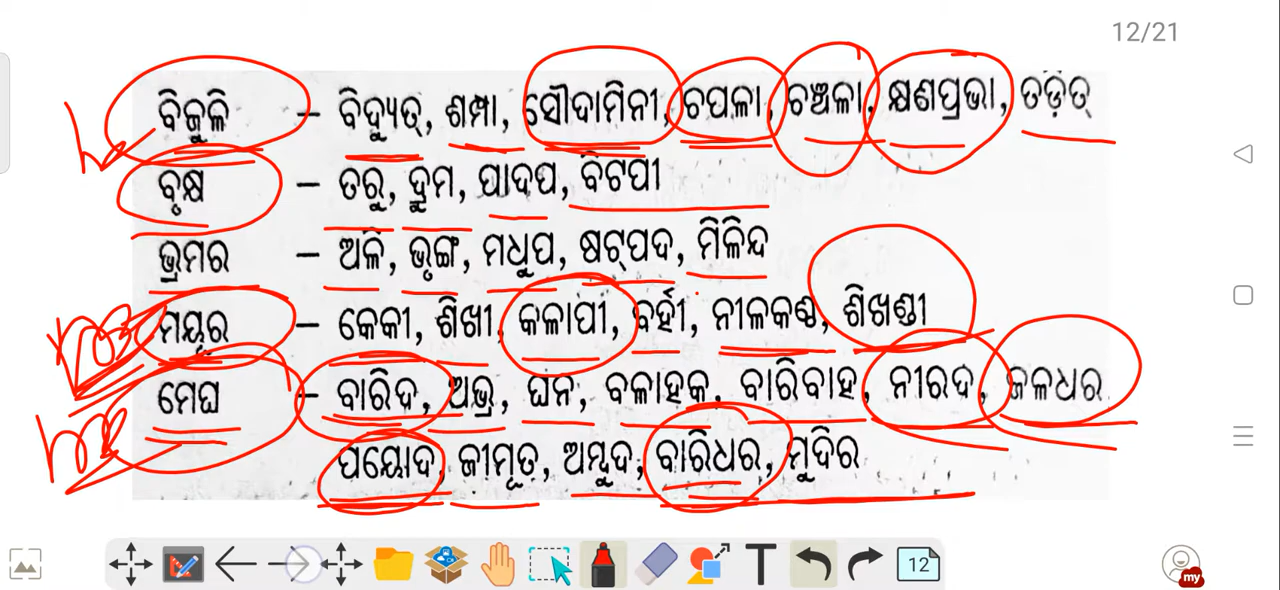 12/21
ବିଜୁଳି – ବିଦ୍ୟୁତ୍, ଶମ୍ପା, ସୌଦାମିନୀ, ଚପଳା, ଚଞ୍ଚଳା, କ୍ଷଣପ୍ରଭା, ତଡ଼ିତ୍
ବୃକ୍ଷ – ତରୁ, ଦ୍ରୁମ, ପାଦପ, ବିଟପୀ
ଭ୍ରମର – ଅଳି, ଭୃଙ୍ଗ, ମଧୁପ, ଷଟ୍‌ପଦ, ମିଳିନ୍ଦ
ମୟୂର – କେକୀ, ଶିଖୀ, କଳାପୀ, ବର୍ହୀ, ନୀଳକଣ୍ଠ, ଶିଖଣ୍ଡୀ
ମେଘ – ବାରିଦ, ଅଭ୍ର, ଘନ, ବଳାହକ, ବାରିବାହ, ନୀରଦ, ଜଳଧର
ପୟୋଦ, ଜୀମୂତ, ଅମ୍ବୁଦ, ବାରିଧର, ମୁଦିର
T 12
my